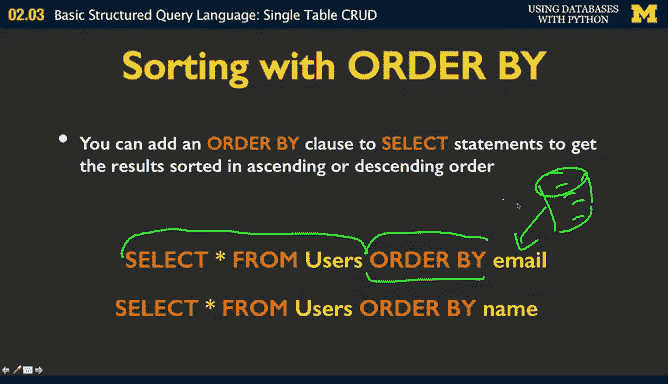 02.03 Basic Structured Query Language: Single Table CRUD
USING DATABASES
WITH PYTHON
M
Sorting with ORDER BY
• You can add an ORDER BY clause to SELECT statements to get
the results sorted in ascending or descending order
SELECT * FROM Users ORDER BY email
SELECT * FROM Users ORDER BY name